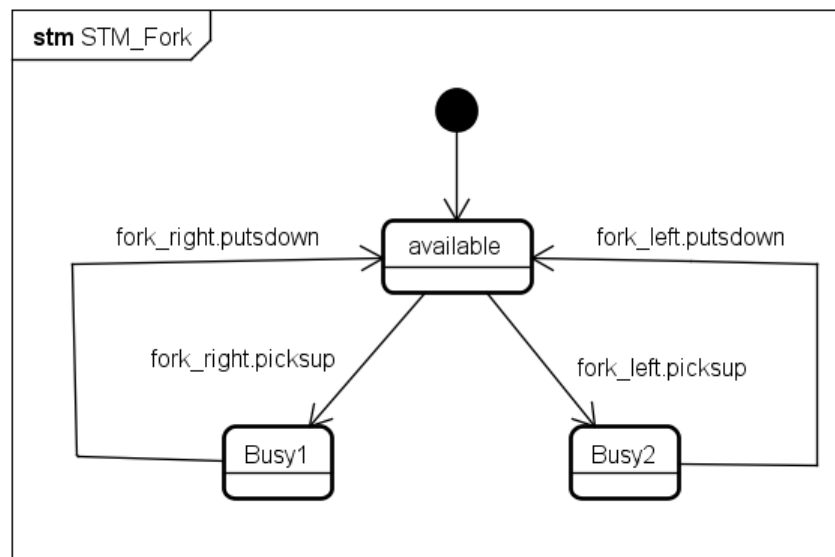 stm STM_Fork
available
fork_right.putsdown
fork_left.putsdown
fork_right.picksup
fork_left.picksup
Busy1
Busy2